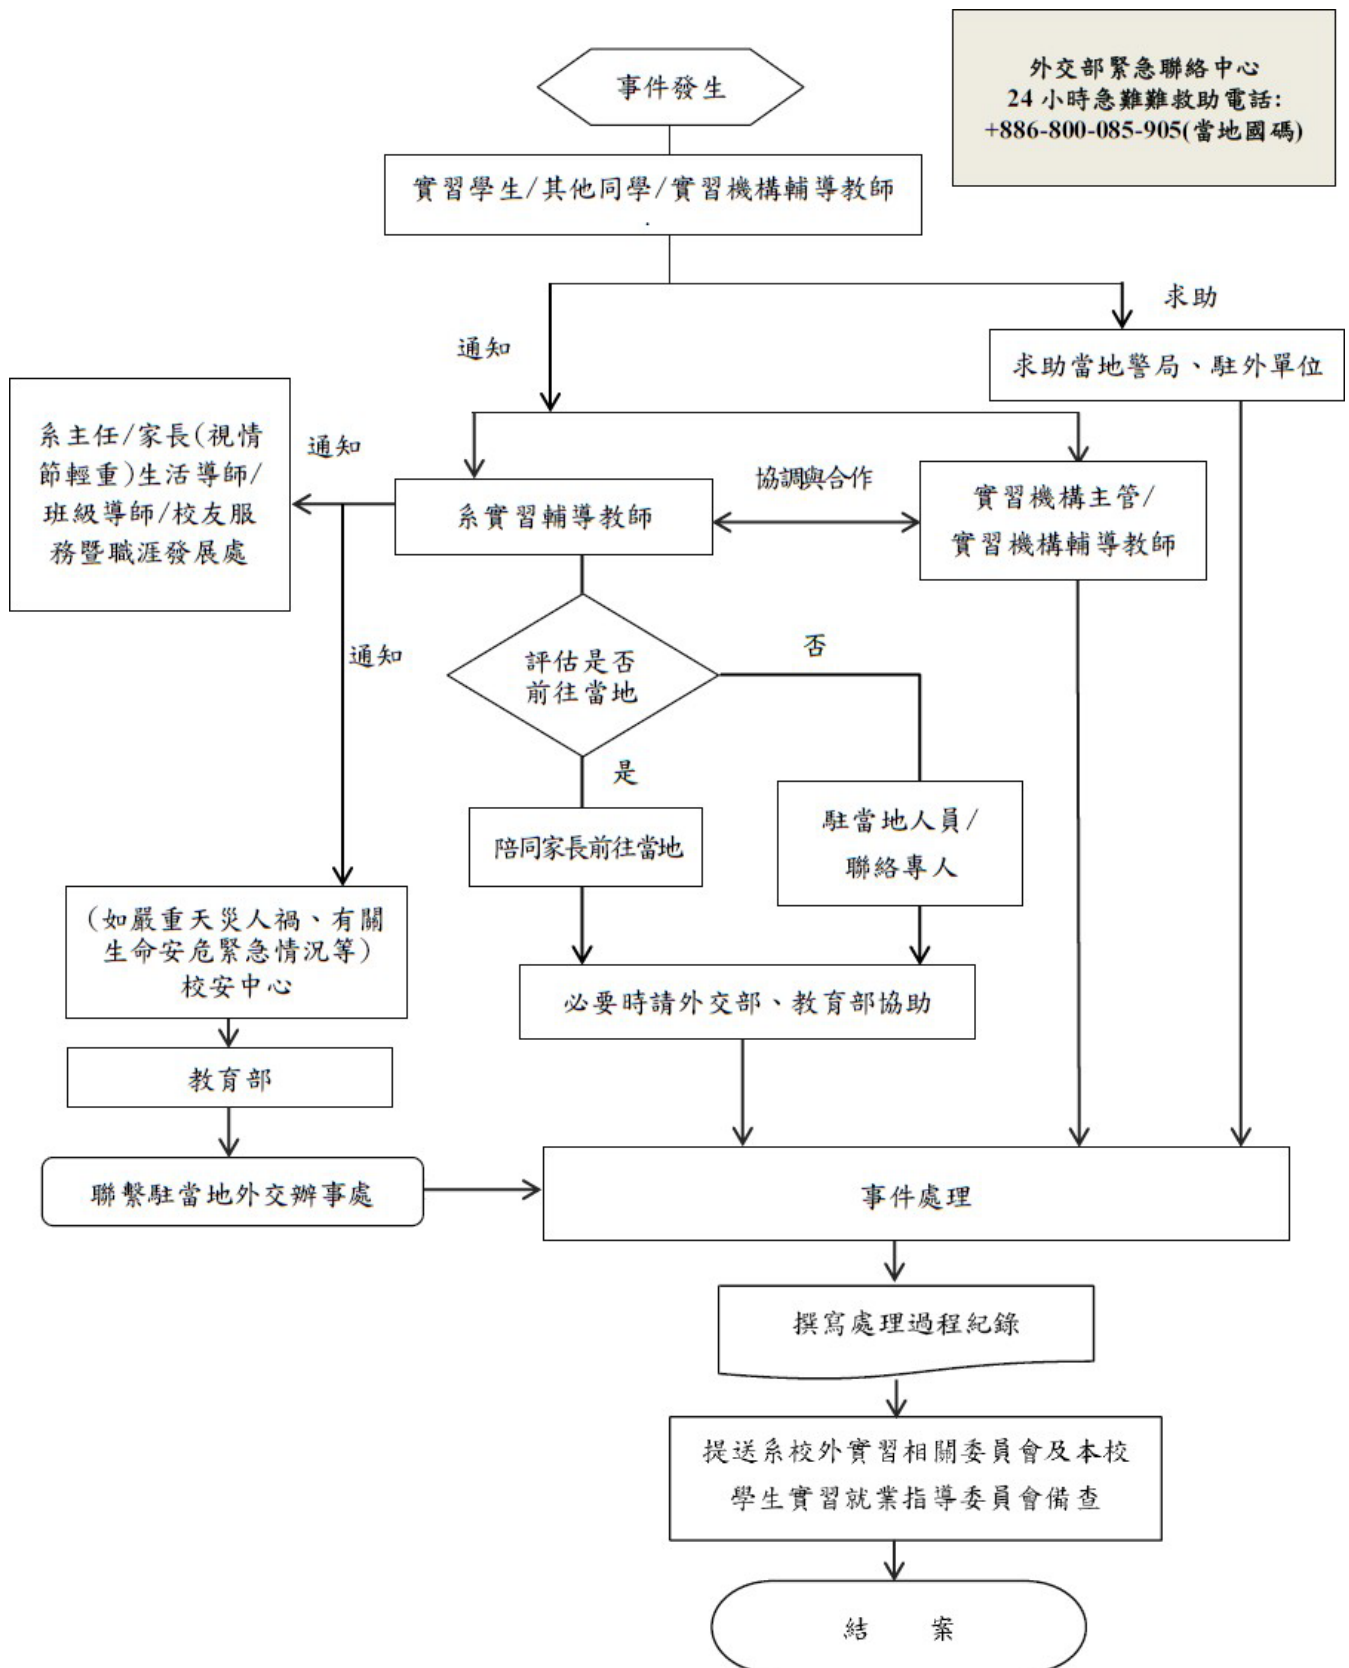 外交部緊急聯絡中心
24 小時急難難救助電話:
+886-800-085-905(當地國碼)
事件發生
實習學生/其他同學/實習機構輔導教師
.
求助
通知
求助當地警局、駐外單位
系主任/家長(視情
節輕重)生活導師/
班級導師/校友服
務暨職涯發展處
通知
系實習輔導教師
協調與合作
實習機構主管/
實習機構輔導教師
通知
評估是否
前往當地
否
是
陪同家長前往當地
駐當地人員/
聯絡專人
(如嚴重天災人禍、有關
生命安危緊急情況等)
校安中心
必要時請外交部、教育部協助
教育部
聯繫駐當地外交辦事處
事件處理
撰寫處理過程紀錄
提送系校外實習相關委員會及本校
學生實習就業指導委員會備查
結 案